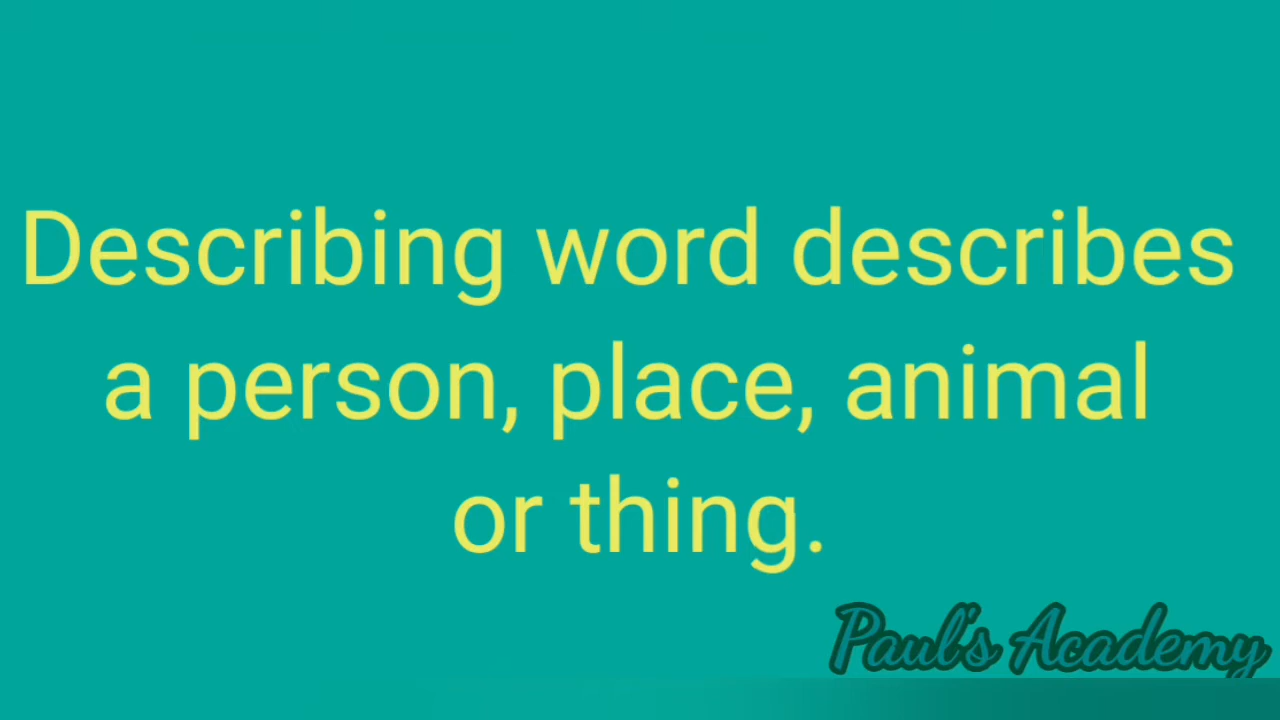 Describing word describes
a person, place, animal
or thing.
Paul's Academy